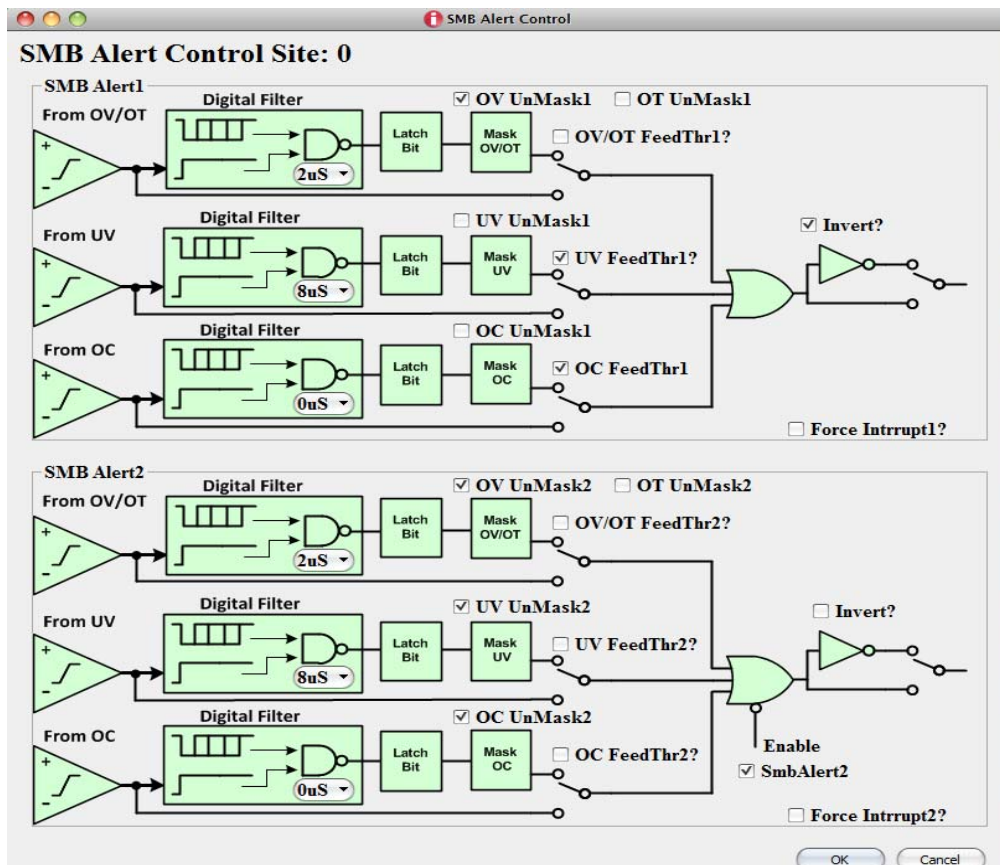 SMB Alert Control
SMB Alert Control Site: 0
SMB Alert1
From OV/OT
Digital Filter
2uS
Latch
Bit
Mask
OV/OT
OV UnMask1
OT UnMask1
OV/OT FeedThr1?
From UV
Digital Filter
8uS
Latch
Bit
Mask
UV
UV UnMask1
UV FeedThr1?
Invert?
From OC
Digital Filter
0uS
Latch
Bit
Mask
OC
OC UnMask1
OC FeedThr1
Force Intrrupt1?
SMB Alert2
From OV/OT
Digital Filter
2uS
Latch
Bit
Mask
OV/OT
OV UnMask2
OT UnMask2
OV/OT FeedThr2?
From UV
Digital Filter
8uS
Latch
Bit
Mask
UV
UV UnMask2
UV FeedThr2?
Invert?
From OC
Digital Filter
0uS
Latch
Bit
Mask
OC
OC UnMask2
OC FeedThr2?
Enable
SmbAlert2
Force Intrrupt2?
OK
Cancel